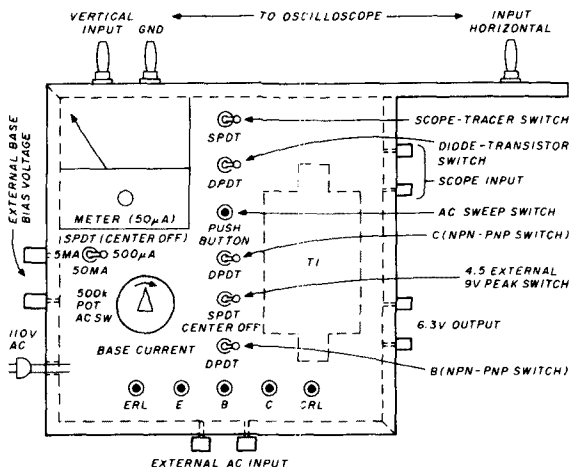 VERTICAL INPUT
GND
TO OSCILLOSCOPE
INPUT HORIZONTAL
SPDT
SCOPE-TRACER SWITCH
DPDT
DIODE-TRANSISTOR SWITCH
SCOPE INPUT
EXTERNAL BASE BIAS VOLTAGE
METER (50µA)
PUSH BUTTON
AC SWEEP SWITCH
SPDT (CENTER OFF)
5MA
500µA
50MA
DPDT
C(NPN-PNP SWITCH)
T1
500k POT AC SW
SPDT CENTER OFF
4.5 EXTERNAL 9V PEAK SWITCH
6.3V OUTPUT
110V AC
BASE CURRENT
DPDT
B(NPN-PNP SWITCH)
ERL
E
B
C
CRL
EXTERNAL AC INPUT